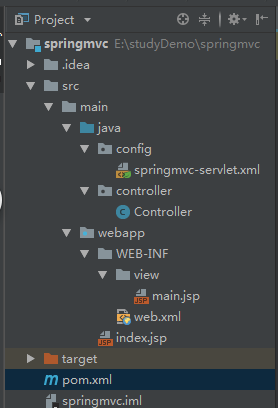 Project
springmvc E:\studyDemo\springmvc
.idea
src
main
java
config
springmvc-servlet.xml
controller
Controller
webapp
WEB-INF
view
main.jsp
web.xml
index.jsp
target
pom.xml
springmvc.iml